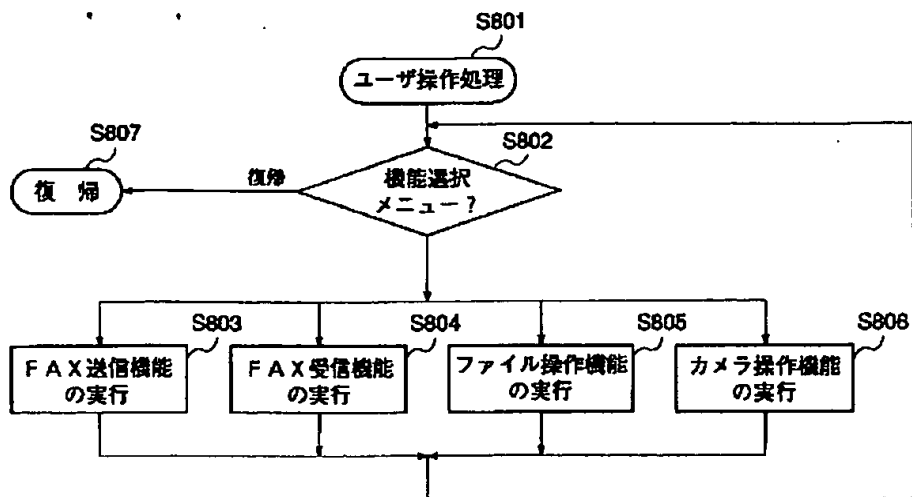 S801
ユーザ操作処理
S802
機能選択
メニュー？
復帰
S807
復 帰
S803
ＦＡＸ送信機能
の実行
S804
ＦＡＸ受信機能
の実行
S805
ファイル操作機能
の実行
S806
カメラ操作機能
の実行